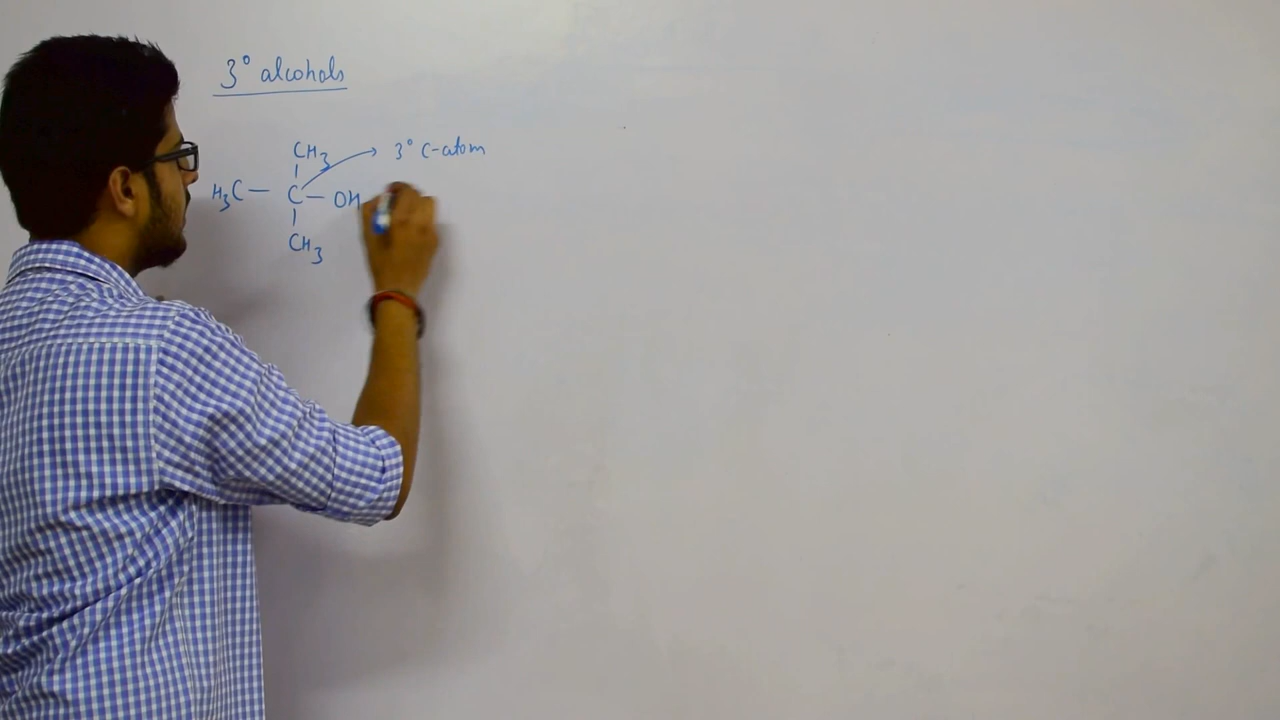 3° alcohols
CH3 3° C-atom
H3C — C — OH
CH3